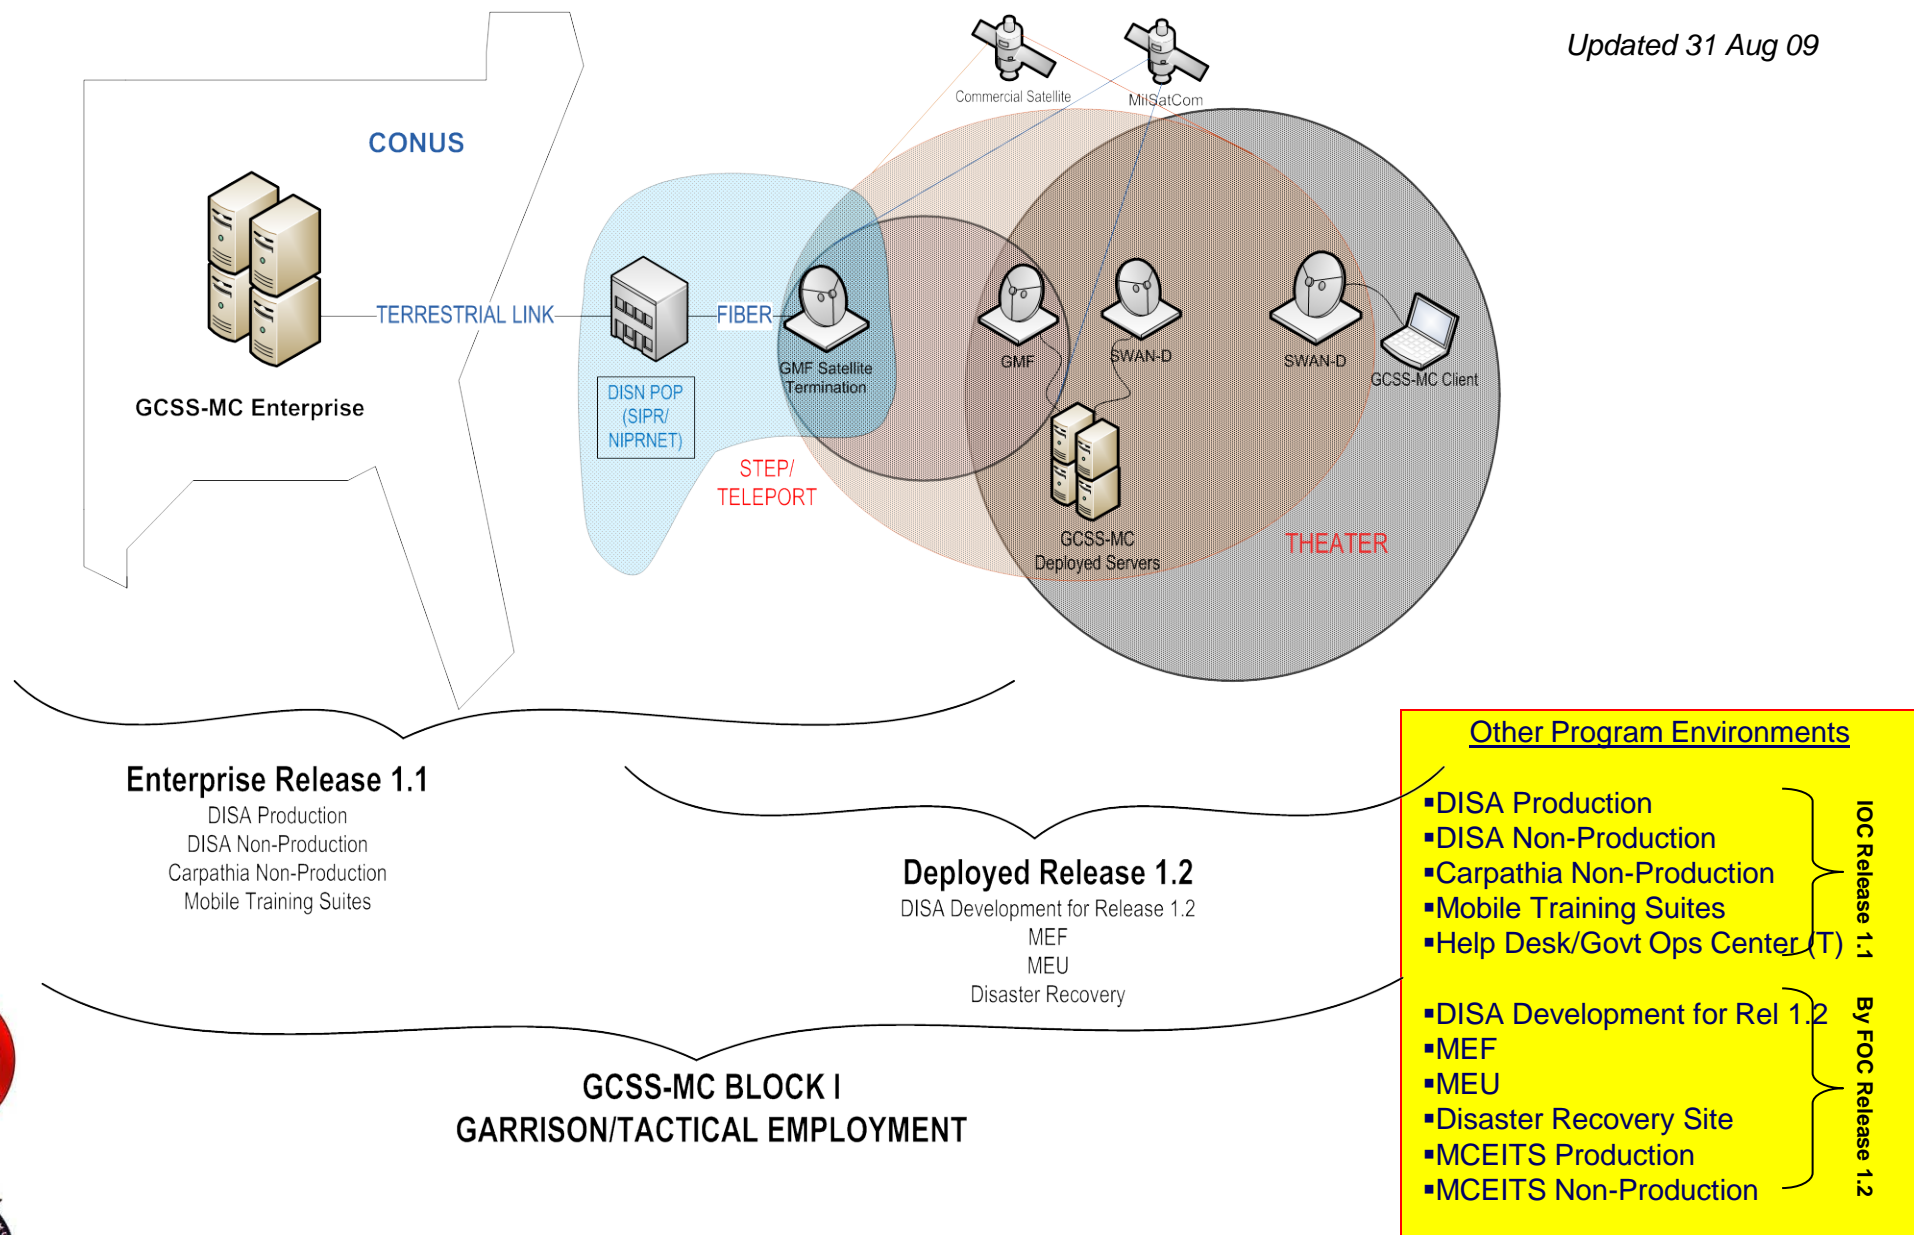 Updated 31 Aug 09
Commercial Satellite
MilSatCom
CONUS
TERRESTRIAL LINK
FIBER
GCSS-MC Enterprise
DISN POP
(SIPR/
NIPRNET)
GMF Satellite
Termination
GMF
SWAN-D
SWAN-D
GCSS-MC Client
STEP/
TELEPORT
GCSS-MC
Deployed Servers
THEATER
Enterprise Release 1.1
DISA Production
DISA Non-Production
Carpathia Non-Production
Mobile Training Suites
Deployed Release 1.2
DISA Development for Release 1.2
MEF
MEU
Disaster Recovery
GCSS-MC BLOCK I
GARRISON/TACTICAL EMPLOYMENT
Other Program Environments
▪DISA Production
▪DISA Non-Production
▪Carpathia Non-Production
▪Mobile Training Suites
▪Help Desk/Govt Ops Center (T)
IOC Release 1.1
▪DISA Development for Rel 1.2
▪MEF
▪MEU
▪Disaster Recovery Site
▪MCEITS Production
▪MCEITS Non-Production
By FOC Release 1.2